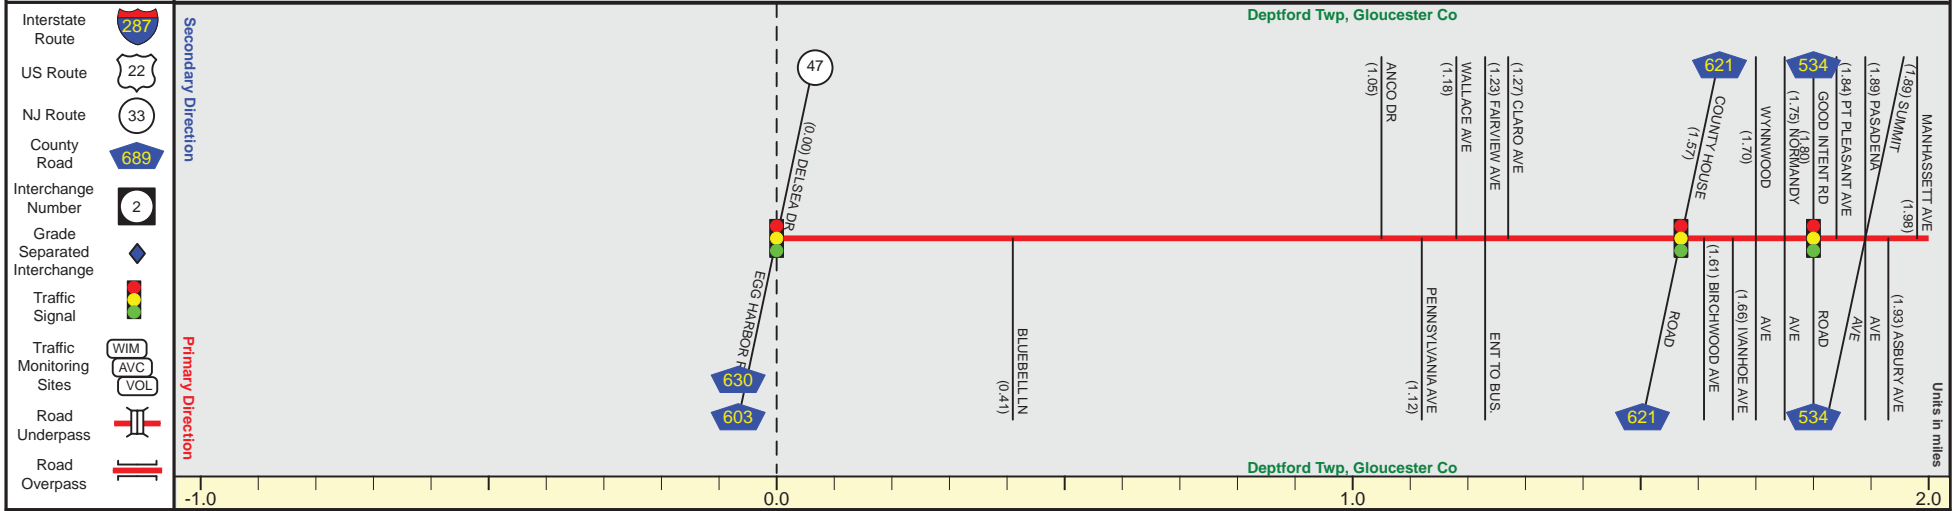 Interstate
Route
287
US Route
22
NJ Route
33
County
Road
689
Interchange
Number
2
Grade
Separated
Interchange
Traffic
Signal
Traffic
Monitoring
Sites
WIM
AVC
VOL
Road
Underpass
Road
Overpass
Secondary Direction
Primary Direction
Deptford Twp, Gloucester Co
47
(0.00) DELSEA DR
EGG HARBOR
630
603
BLUEBELL LN
(0.41)
ANCO DR
(1.05)
PENNSYLVANIA AVE
(1.12)
WALLACE AVE
(1.18)
(1.23) FAIRVIEW AVE
ENT TO BUS.
(1.27) CLARO AVE
621
COUNTY HOUSE
(1.57)
ROAD
621
(1.61) BIRCHWOOD AVE
(1.66) IVANHOE AVE
WYNNWOOD
(1.70)
AVE
(1.75) NORMANDY
AVE
534
GOOD INTENT RD
(1.80)
ROAD
534
(1.84) PT PLEASANT AVE
(1.89) PASADENA
AVE
(1.89) SUMMIT
AVE
(1.93) ASBURY AVE
MANHASSETT AVE
(1.98)
Units in miles
Deptford Twp, Gloucester Co
-1.0
0.0
1.0
2.0